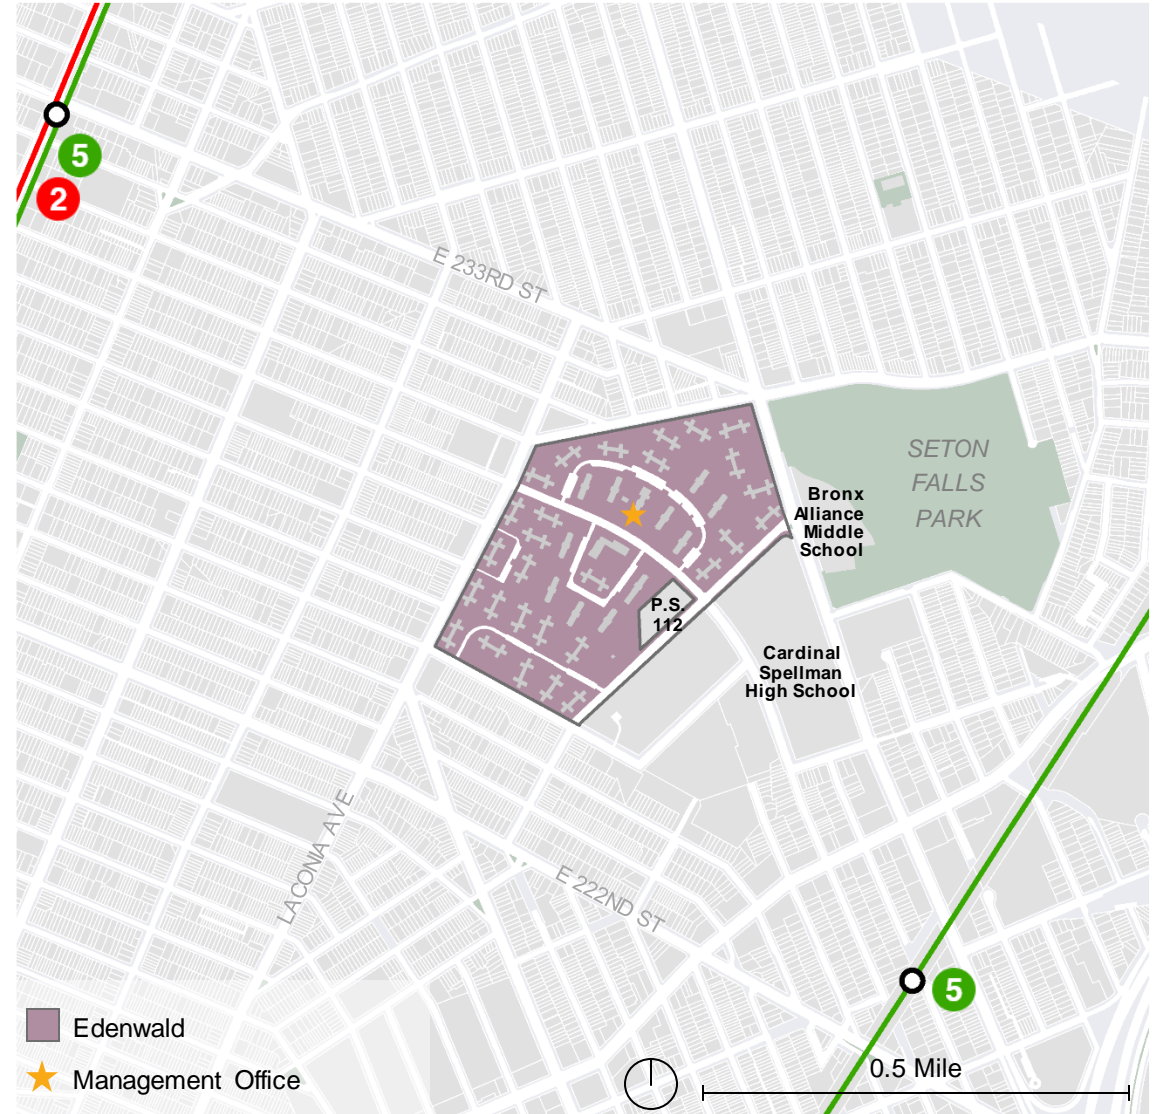 5
2
E 233RD ST
SETON
FALLS
PARK
Bronx
Alliance
Middle
School
P.S.
112
Cardinal
Spellman
High School
LACONIA AVE
E 222ND ST
5
Edenwald
Management Office
0.5 Mile